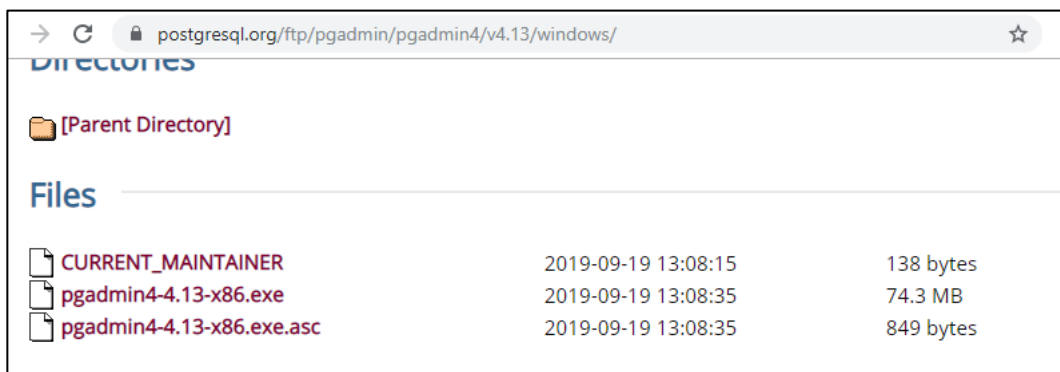 postgresql.org/ftp/pgadmin/pgadmin4/v4.13/windows/
Directories
[Parent Directory]
Files
CURRENT_MAINTAINER 2019-09-19 13:08:15 138 bytes
pgadmin4-4.13-x86.exe 2019-09-19 13:08:35 74.3 MB
pgadmin4-4.13-x86.exe.asc 2019-09-19 13:08:35 849 bytes